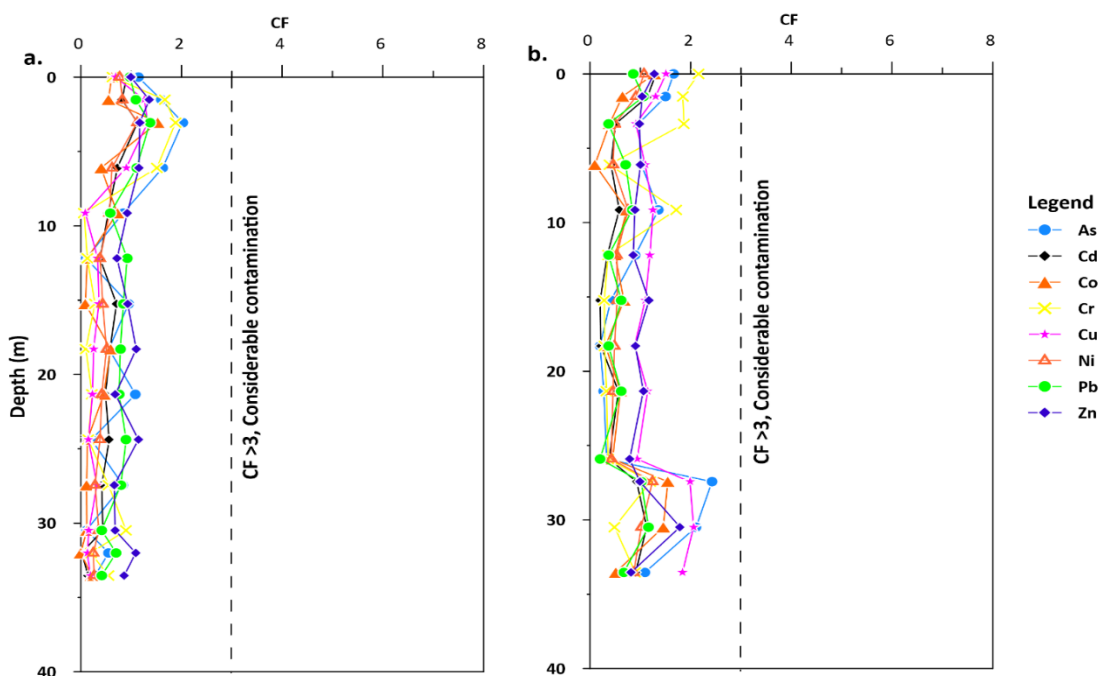 CF
0 2 4 6 8
a.
0
10
20
30
40
Depth (m)
CF >3, Considerable contamination
CF
0 2 4 6 8
b.
0
10
20
30
40
CF >3, Considerable contamination
Legend
As
Cd
Co
Cr
Cu
Ni
Pb
Zn